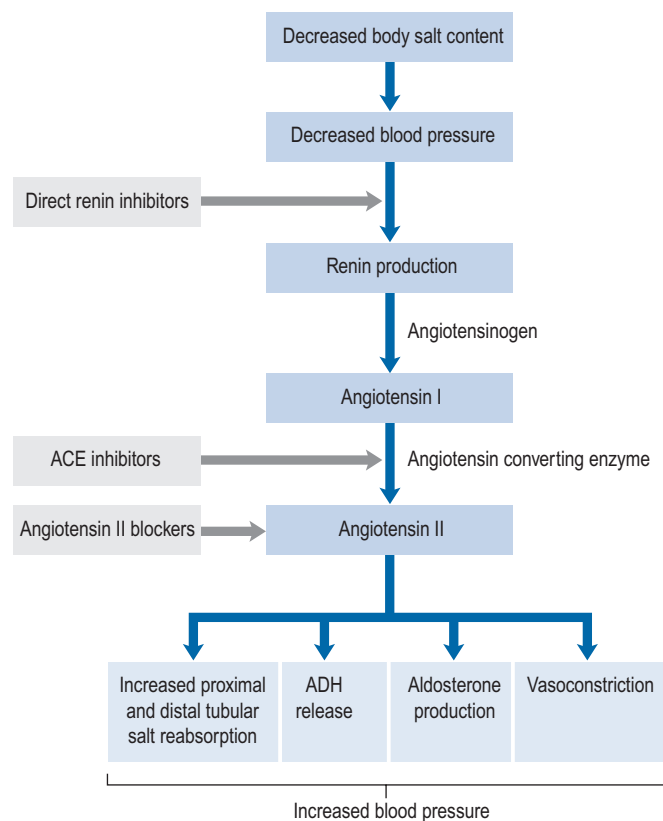 Decreased body salt content
Decreased blood pressure
Direct renin inhibitors
Renin production
Angiotensinogen
Angiotensin I
ACE inhibitors
Angiotensin converting enzyme
Angiotensin II blockers
Angiotensin II
Increased proximal
and distal tubular
salt reabsorption
ADH
release
Aldosterone
production
Vasoconstriction
Increased blood pressure